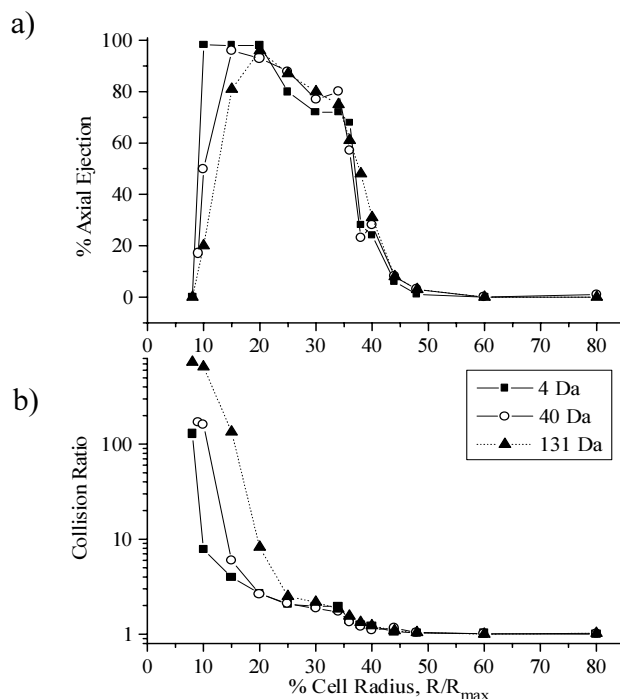 a)
100
80
60
40
20
0
% Axial Ejection
0 10 20 30 40 50 60 70 80
b)
100
10
1
Collision Ratio
4 Da
40 Da
131 Da
0 10 20 30 40 50 60 70 80
% Cell Radius, R/Rmax